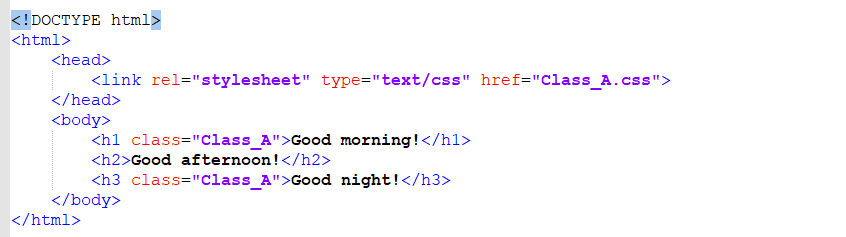 <!DOCTYPE html>
<html>
<head>
<link rel="stylesheet" type="text/css" href="Class_A.css">
</head>
<body>
<h1 class="Class_A">Good morning!</h1>
<h2>Good afternoon!</h2>
<h3 class="Class_A">Good night!</h3>
</body>
</html>